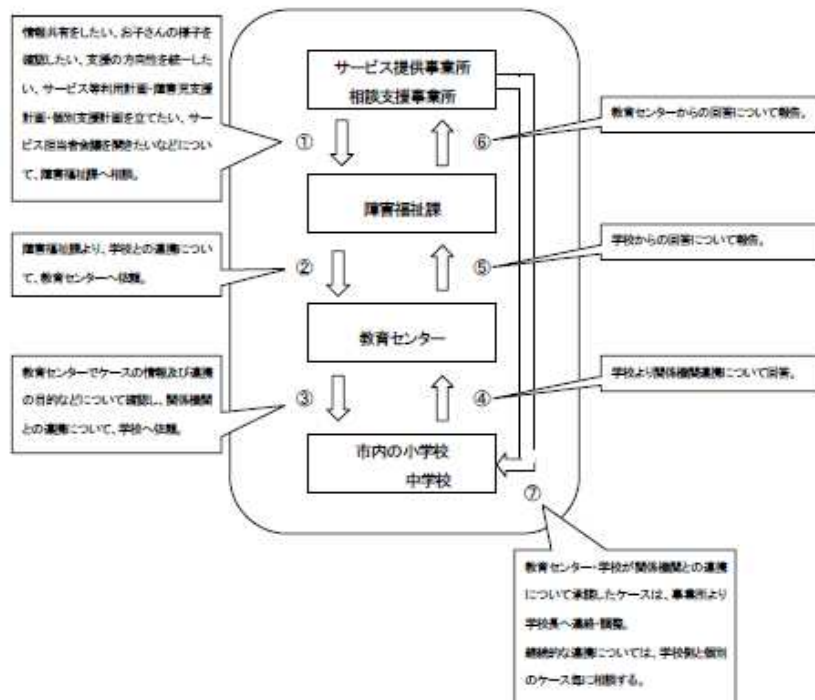 情報共有をしたい、お子さんの様子を
確認したい、支援の方向性を統一した
い、サービス等利用計画・障害児支援
計画・個別支援計画を立てたい、サー
ビス担当者会議を開きたいなどについ
て、障害福祉課へ相談。
サービス提供事業所
相談支援事業所
教育センターからの回答について報告。
①
⑥
障害福祉課
障害福祉課より、学校との連携につい
て、教育センターへ依頼。
学校からの回答について報告。
②
⑤
教育センター
教育センターでケースの情報及び連携
の目的などについて確認し、関係機関
との連携について、学校へ依頼。
学校より関係機関連携について回答。
③
④
市内の小学校
中学校
⑦
教育センター・学校が関係機関との連携
について承諾したケースは、事業所より
学校長へ連絡・調整。
継続的な連携については、学校側と個別
のケース毎に相談する。